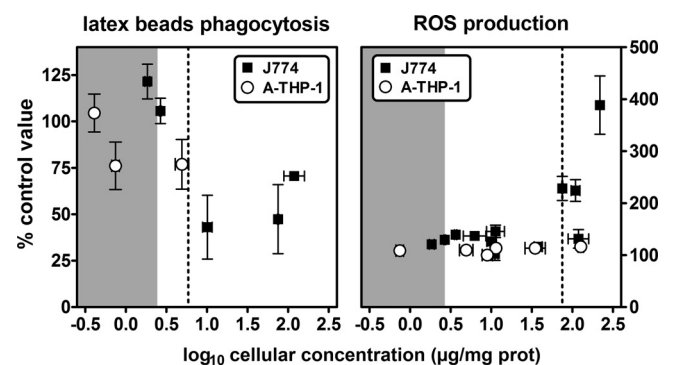 latex beads phagocytosis
ROS production
J774
A-THP-1
J774
A-THP-1
% control value
125
100
75
50
25
0
500
400
300
200
100
0
-0.5 0.0 0.5 1.0 1.5 2.0 2.5
-0.5 0.0 0.5 1.0 1.5 2.0 2.5
log10 cellular concentration (µg/mg prot)